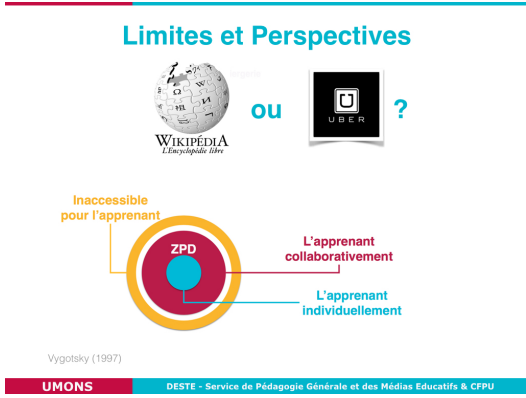 Limites et Perspectives
Ω
W
И
WIKIPÉDIA
L'Encyclopédie libre
ou
U
UBER
?
Inaccessible
pour l'apprenant
ZPD
L'apprenant
collaborativement
L'apprenant
individuellement
Vygotsky (1997)
UMONS
DESTE - Service de Pédagogie Générale et des Médias Educatifs & CFPU